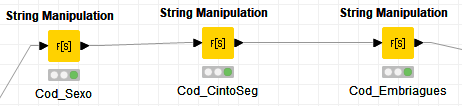 String Manipulation String Manipulation String Manipulation
f[S] f[S] f[S]
Cod_Sexo Cod_CintoSeg Cod_Embriagues